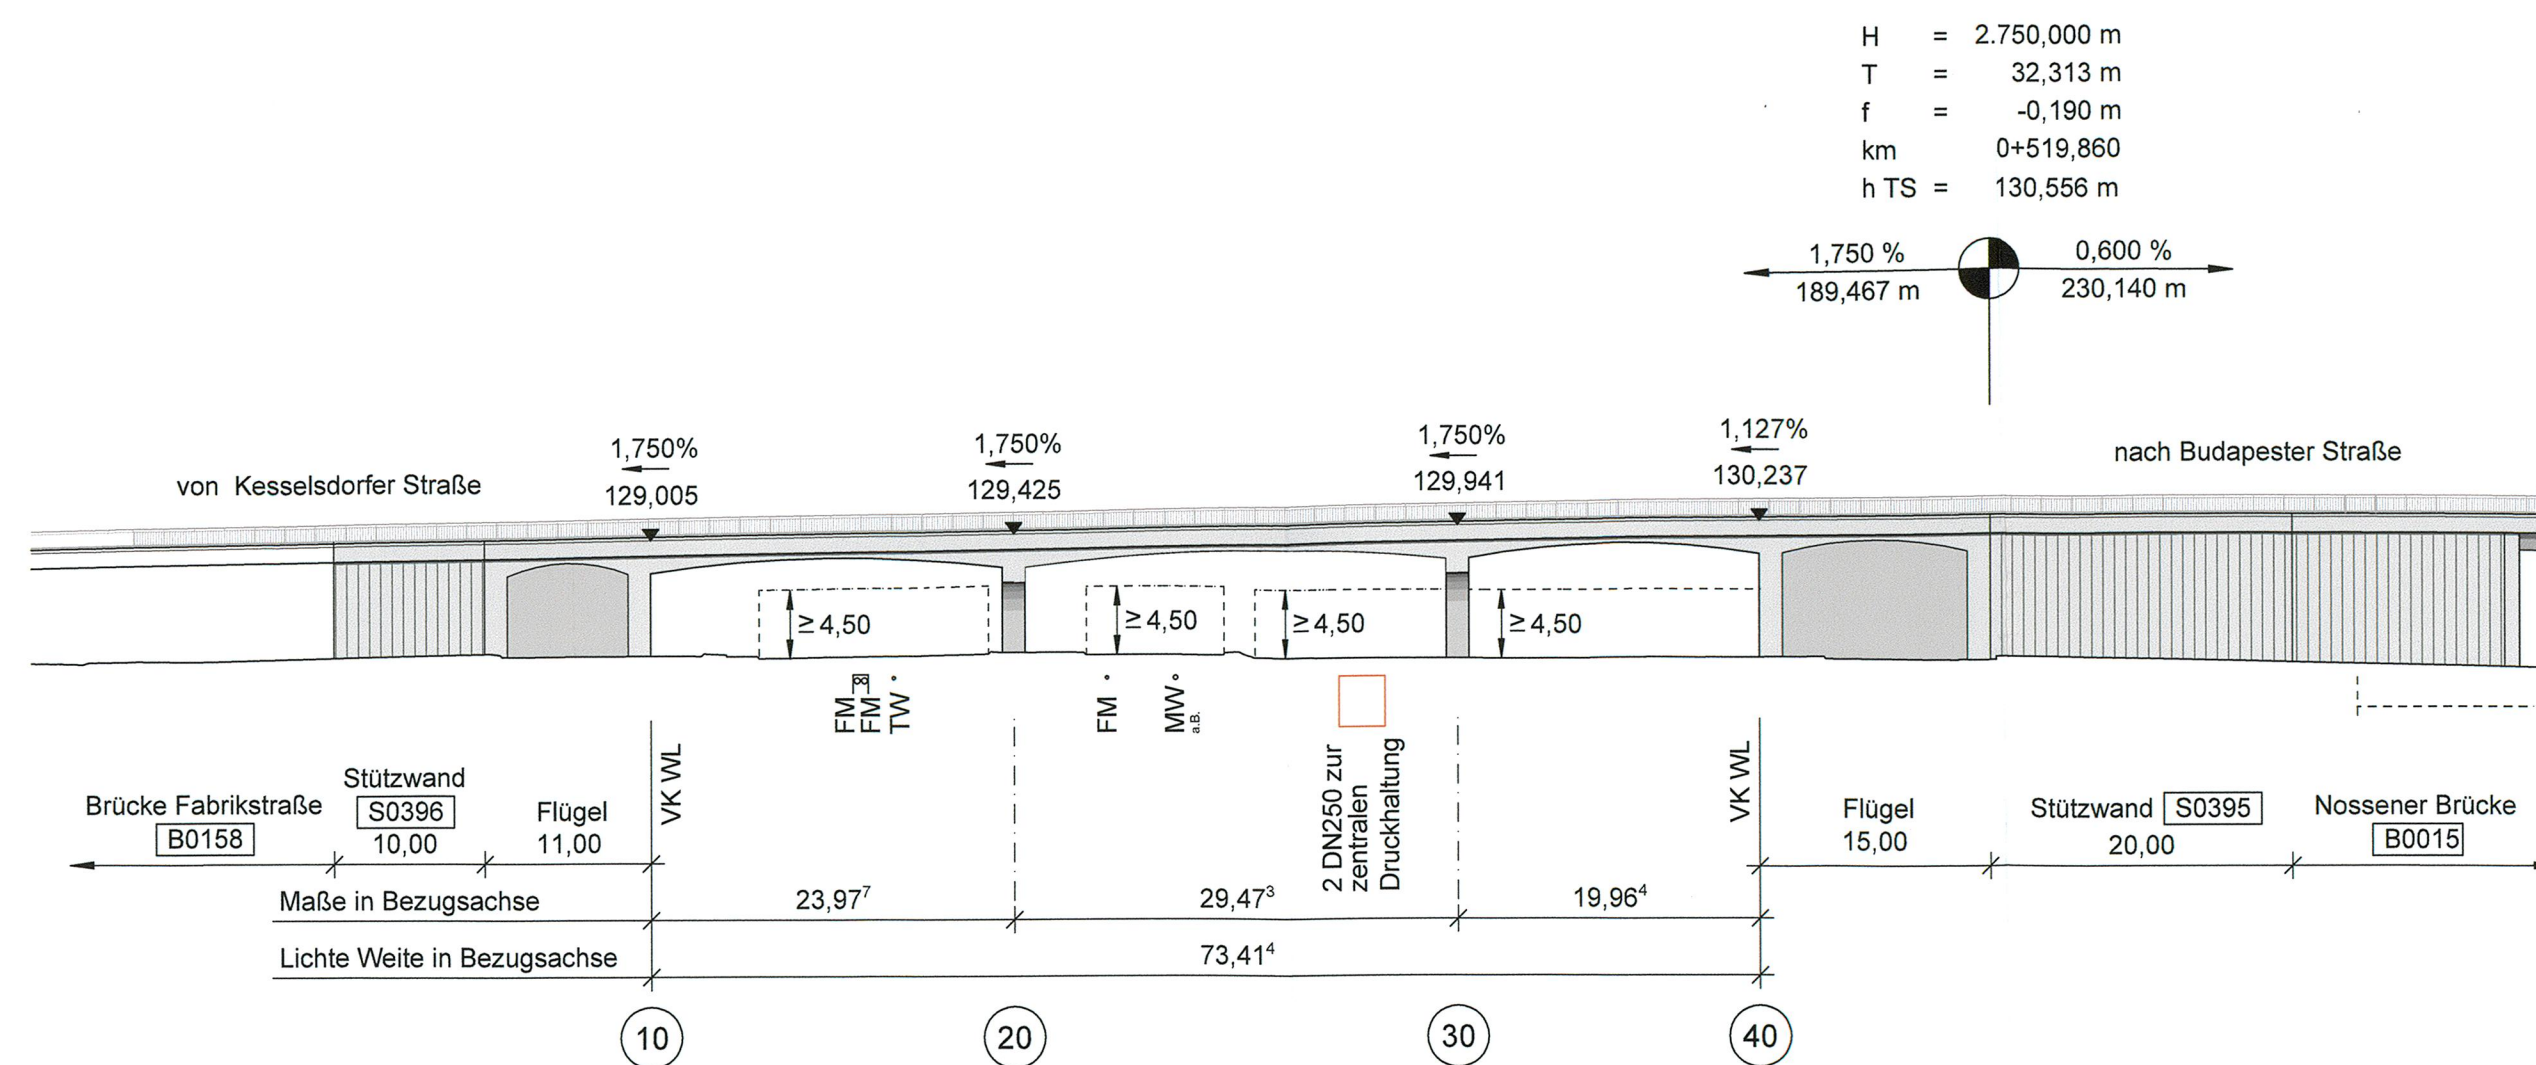 H = 2.750,000 m
T = 32,313 m
f = -0,190 m
km 0+519,860
h TS = 130,556 m
1,750 % 0,600 %
189,467 m 230,140 m
von Kesselsdorfer Straße
1,750%
129,005
1,750%
129,425
1,750%
129,941
1,127%
130,237
nach Budapester Straße
≥ 4,50
≥ 4,50
≥ 4,50
≥ 4,50
FM
FM
TW
FM
MW
a.B.
2 DN250 zur
zentralen
Druckhaltung
VK WL
VK WL
Brücke Fabrikstraße
B0158
Stützwand
S0396
10,00
Flügel
11,00
Flügel
15,00
Stützwand S0395
20,00
Nossener Brücke
B0015
Maße in Bezugsachse 23,97⁷ 29,47³ 19,96⁴
Lichte Weite in Bezugsachse 73,41⁴
10 20 30 40